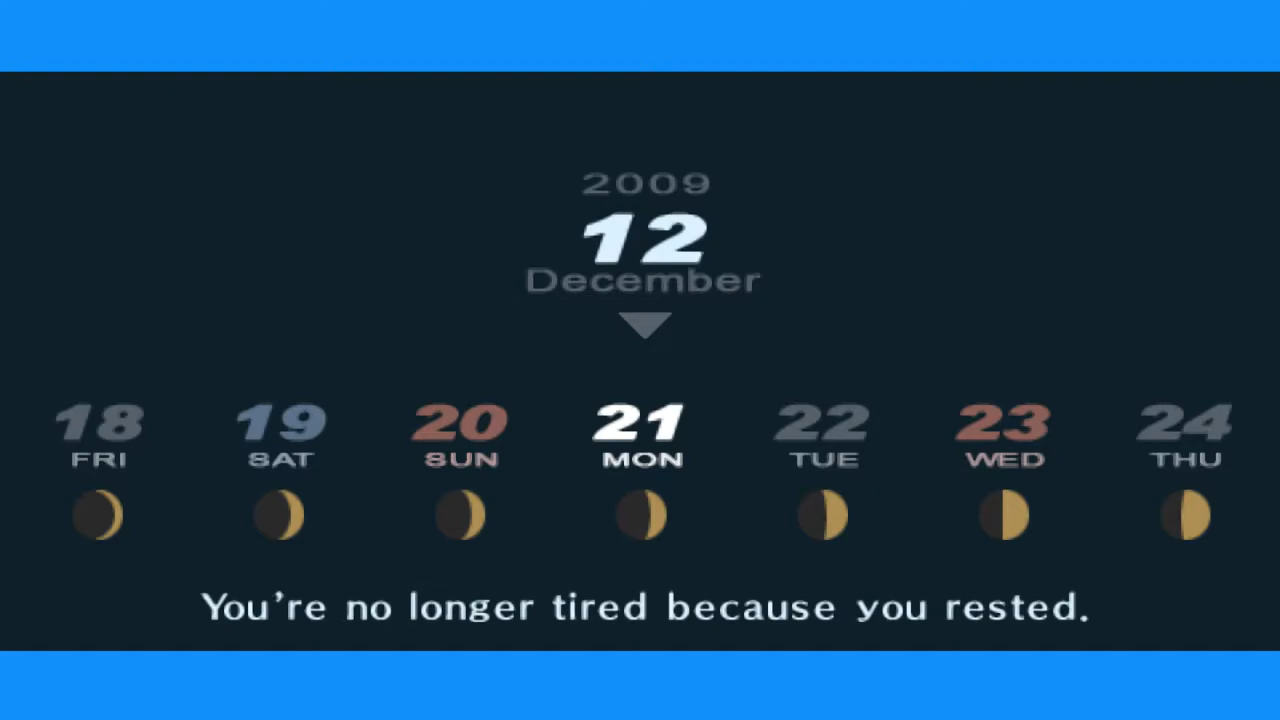 2009
12
December
18 19 20 21 22 23 24
FRI SAT SUN MON TUE WED THU
You're no longer tired because you rested.